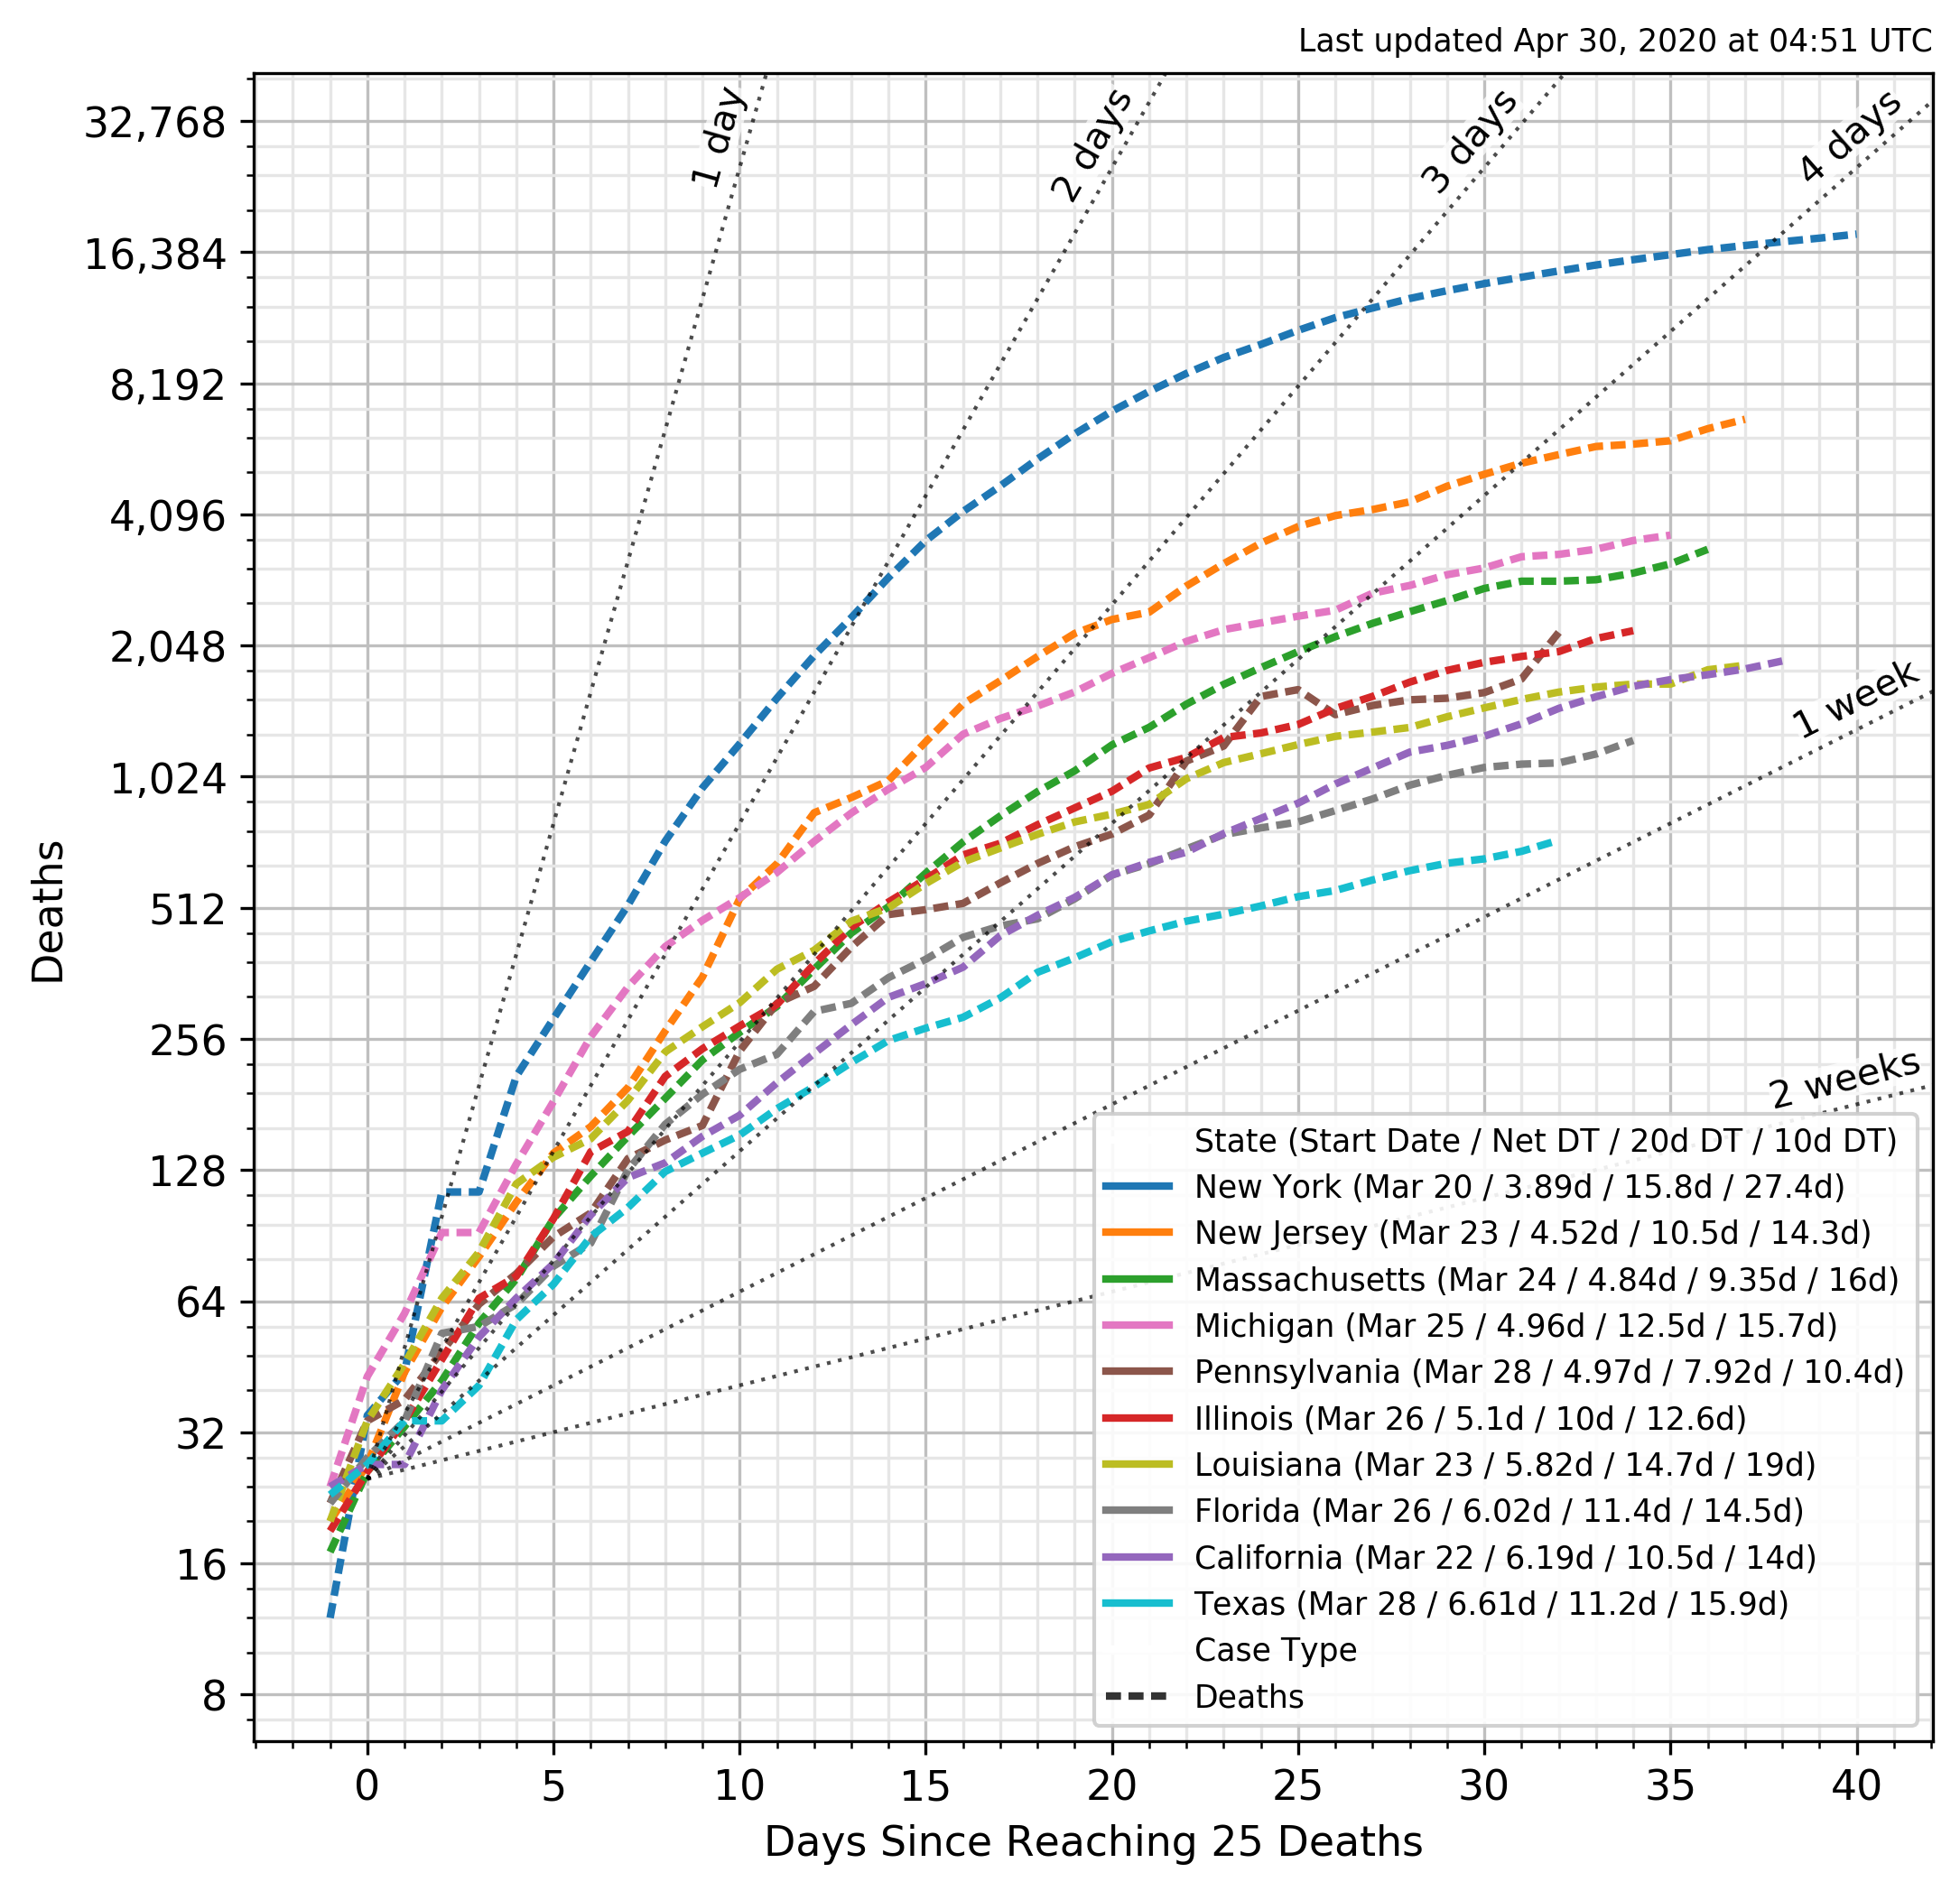 Last updated Apr 30, 2020 at 04:51 UTC
1 day
2 days
3 days
4 days
1 week
2 weeks
32,768
16,384
8,192
4,096
2,048
1,024
512
256
128
64
32
16
8
Deaths
State (Start Date / Net DT / 20d DT / 10d DT)
New York (Mar 20 / 3.89d / 15.8d / 27.4d)
New Jersey (Mar 23 / 4.52d / 10.5d / 14.3d)
Massachusetts (Mar 24 / 4.84d / 9.35d / 16d)
Michigan (Mar 25 / 4.96d / 12.5d / 15.7d)
Pennsylvania (Mar 28 / 4.97d / 7.92d / 10.4d)
Illinois (Mar 26 / 5.1d / 10d / 12.6d)
Louisiana (Mar 23 / 5.82d / 14.7d / 19d)
Florida (Mar 26 / 6.02d / 11.4d / 14.5d)
California (Mar 22 / 6.19d / 10.5d / 14d)
Texas (Mar 28 / 6.61d / 11.2d / 15.9d)
Case Type
Deaths
0 5 10 15 20 25 30 35 40
Days Since Reaching 25 Deaths